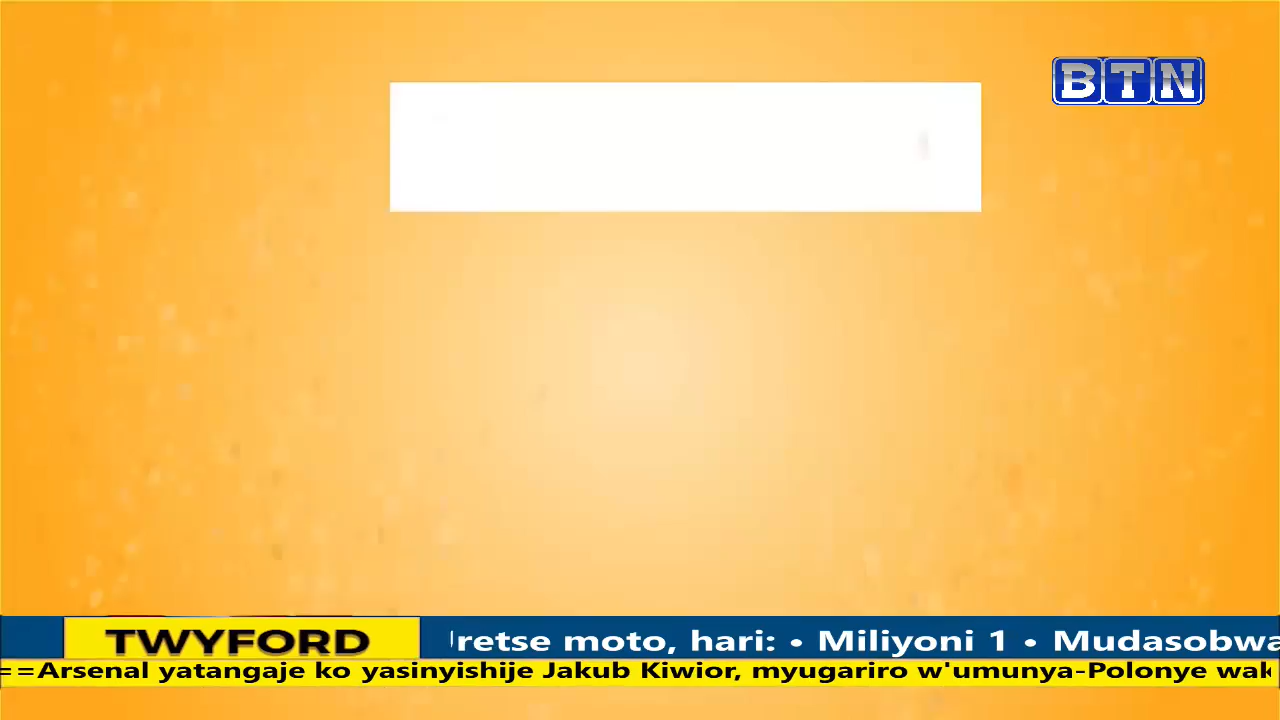 BTN
TWYFORD
retse moto, hari: • Miliyoni 1 • Mudasobwa
==Arsenal yatangaje ko yasinyishije Jakub Kiwior, myugariro w'umunya-Polonye wak